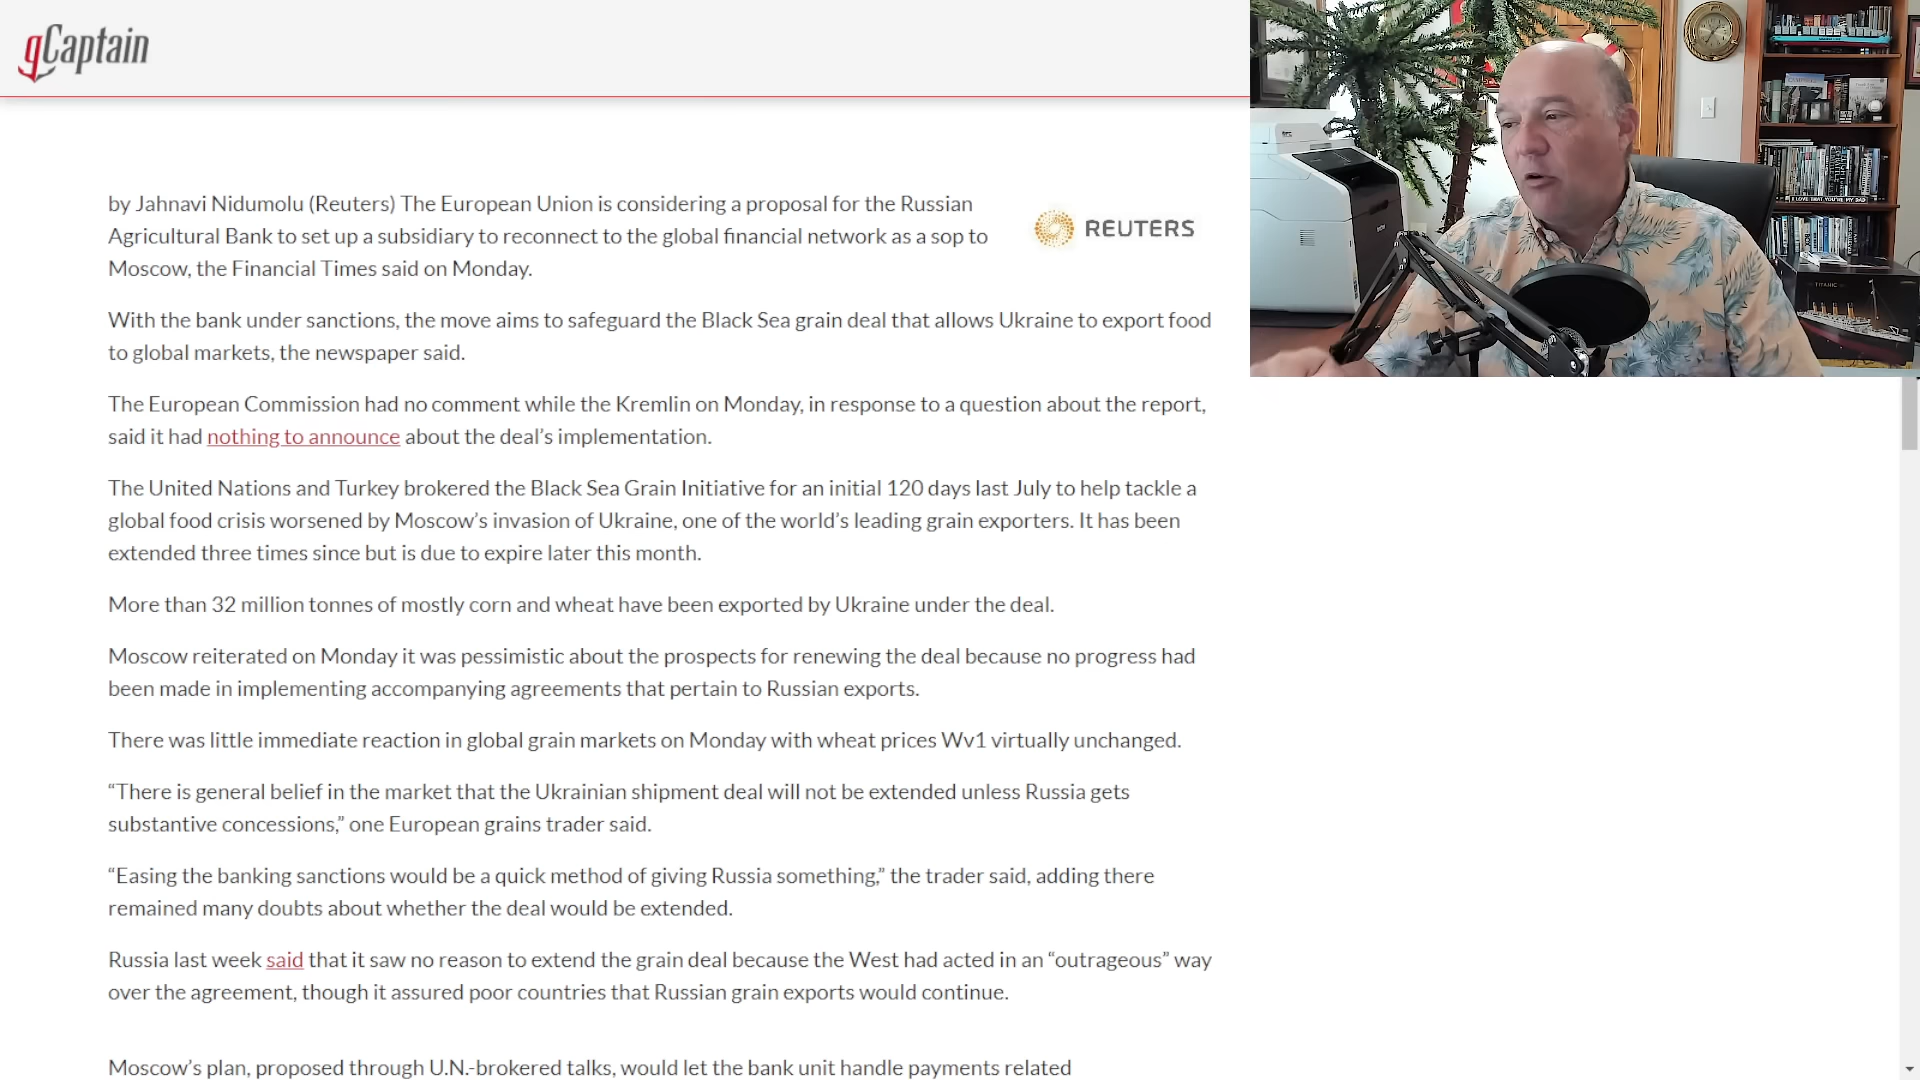 gCaptain
by Jahnavi Nidumolu (Reuters) The European Union is considering a proposal for the Russian
Agricultural Bank to set up a subsidiary to reconnect to the global financial network as a sop to
Moscow, the Financial Times said on Monday.
REUTERS
With the bank under sanctions, the move aims to safeguard the Black Sea grain deal that allows Ukraine to export food
to global markets, the newspaper said.
The European Commission had no comment while the Kremlin on Monday, in response to a question about the report,
said it had nothing to announce about the deal’s implementation.
The United Nations and Turkey brokered the Black Sea Grain Initiative for an initial 120 days last July to help tackle a
global food crisis worsened by Moscow’s invasion of Ukraine, one of the world’s leading grain exporters. It has been
extended three times since but is due to expire later this month.
More than 32 million tonnes of mostly corn and wheat have been exported by Ukraine under the deal.
Moscow reiterated on Monday it was pessimistic about the prospects for renewing the deal because no progress had
been made in implementing accompanying agreements that pertain to Russian exports.
There was little immediate reaction in global grain markets on Monday with wheat prices Wv1 virtually unchanged.
“There is general belief in the market that the Ukrainian shipment deal will not be extended unless Russia gets
substantive concessions,” one European grains trader said.
“Easing the banking sanctions would be a quick method of giving Russia something,” the trader said, adding there
remained many doubts about whether the deal would be extended.
Russia last week said that it saw no reason to extend the grain deal because the West had acted in an “outrageous” way
over the agreement, though it assured poor countries that Russian grain exports would continue.
Moscow’s plan, proposed through U.N.-brokered talks, would let the bank unit handle payments related
TITANIC